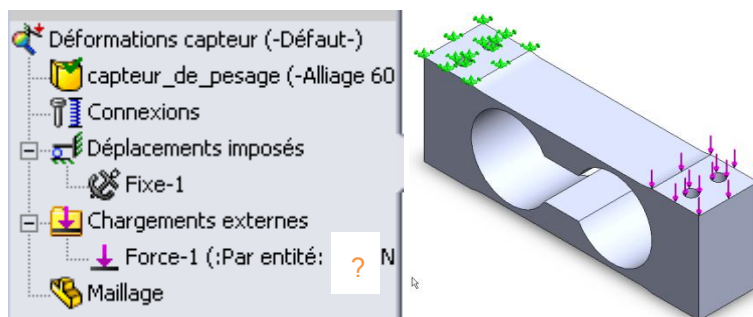 Déformations capteur (-Défaut-)
capteur_de_pesage (-Alliage 60
Connexions
Déplacements imposés
Fixe-1
Chargements externes
Force-1 (:Par entité: ? N
Maillage